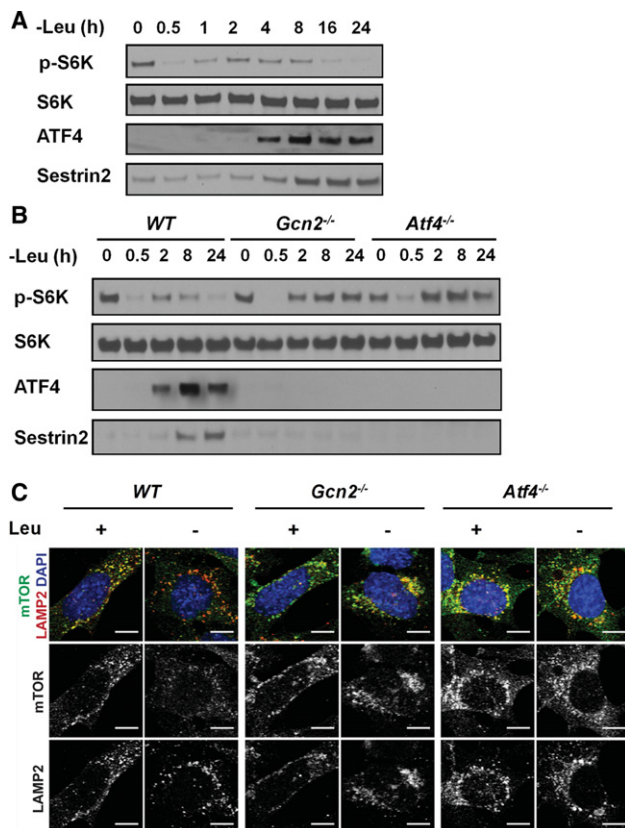 A
-Leu (h) 0 0.5 1 2 4 8 16 24
p-S6K
S6K
ATF4
Sestrin2
B
WT Gcn2-/- Atf4-/-
-Leu (h) 0 0.5 2 8 24 0 0.5 2 8 24 0 0.5 2 8 24
p-S6K
S6K
ATF4
Sestrin2
C
WT Gcn2-/- Atf4-/-
Leu + - + - + -
mTOR
LAMP2 DAPI
mTOR
LAMP2